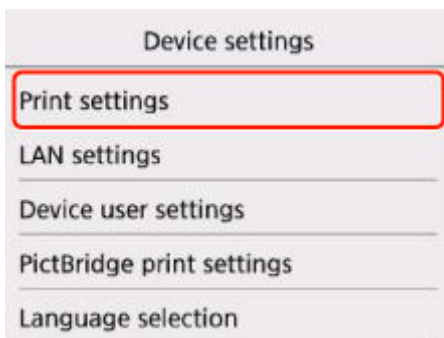 Device settings
Print settings
LAN settings
Device user settings
PictBridge print settings
Language selection